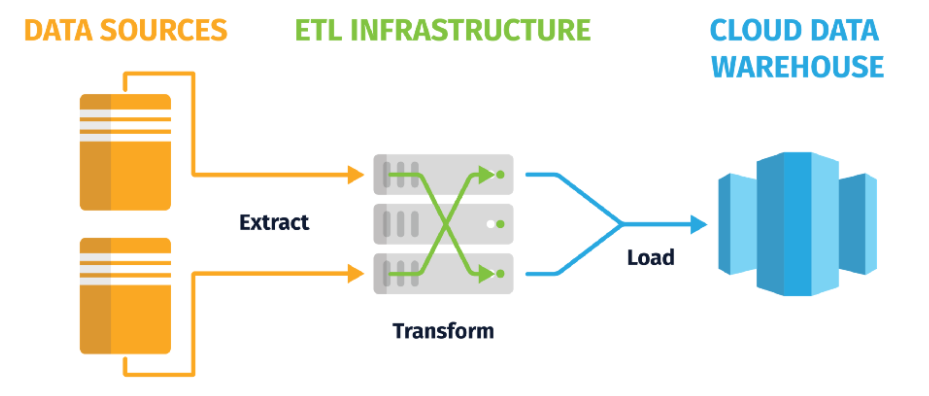 DATA SOURCES
ETL INFRASTRUCTURE
CLOUD DATA
WAREHOUSE
Extract
Load
Transform